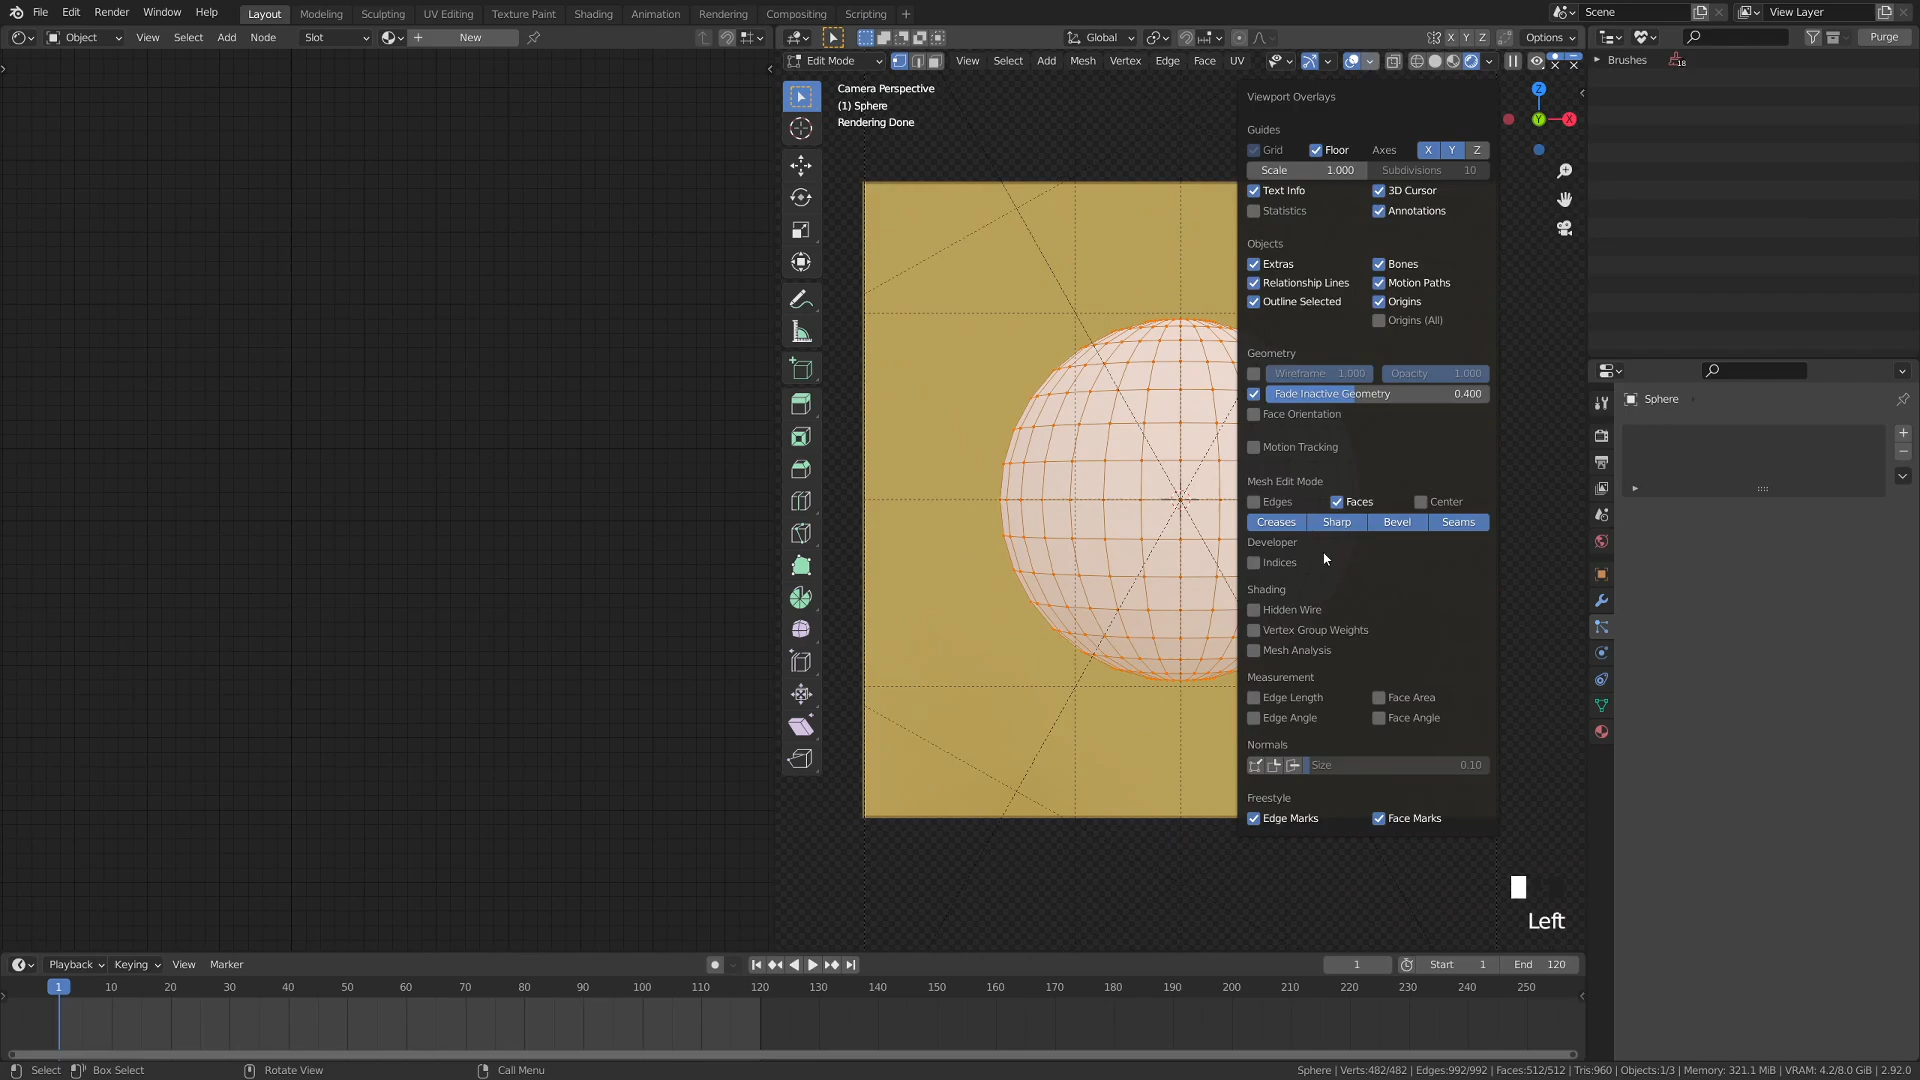 File Edit Render Window Help Layout Modeling Sculpting UV Editing Texture Paint Shading Animation Rendering Compositing Scripting + Scene View Layer
Object View Select Add Node Slot New Global X Y Z Options Purge
Edit Mode View Select Add Mesh Vertex Edge Face UV Brushes 18
Camera Perspective
(1) Sphere
Rendering Done
Viewport Overlays
Guides
Grid Floor Axes X Y Z
Scale 1.000 Subdivisions 10
Text Info 3D Cursor
Statistics Annotations
Objects
Extras Bones
Relationship Lines Motion Paths
Outline Selected Origins
Origins (All)
Geometry
Wireframe 1.000 Opacity 1.000
Fade Inactive Geometry 0.400
Face Orientation
Motion Tracking
Mesh Edit Mode
Edges Faces Center
Creases Sharp Bevel Seams
Developer
Indices
Shading
Hidden Wire
Vertex Group Weights
Mesh Analysis
Measurement
Edge Length Face Area
Edge Angle Face Angle
Normals
Size 0.10
Freestyle
Edge Marks Face Marks
Z
Y X
Sphere
Left
Playback Keying View Marker 1 Start 1 End 120
1 10 20 30 40 50 60 70 80 90 100 110 120 130 140 150 160 170 180 190 200 210 220 230 240 250
Select Box Select Rotate View Call Menu Sphere | Verts:482/482 | Edges:992/992 | Faces:512/512 | Tris:960 | Objects:1/3 | Memory: 321.1 MiB | VRAM: 4.2/8.0 GiB | 2.92.0